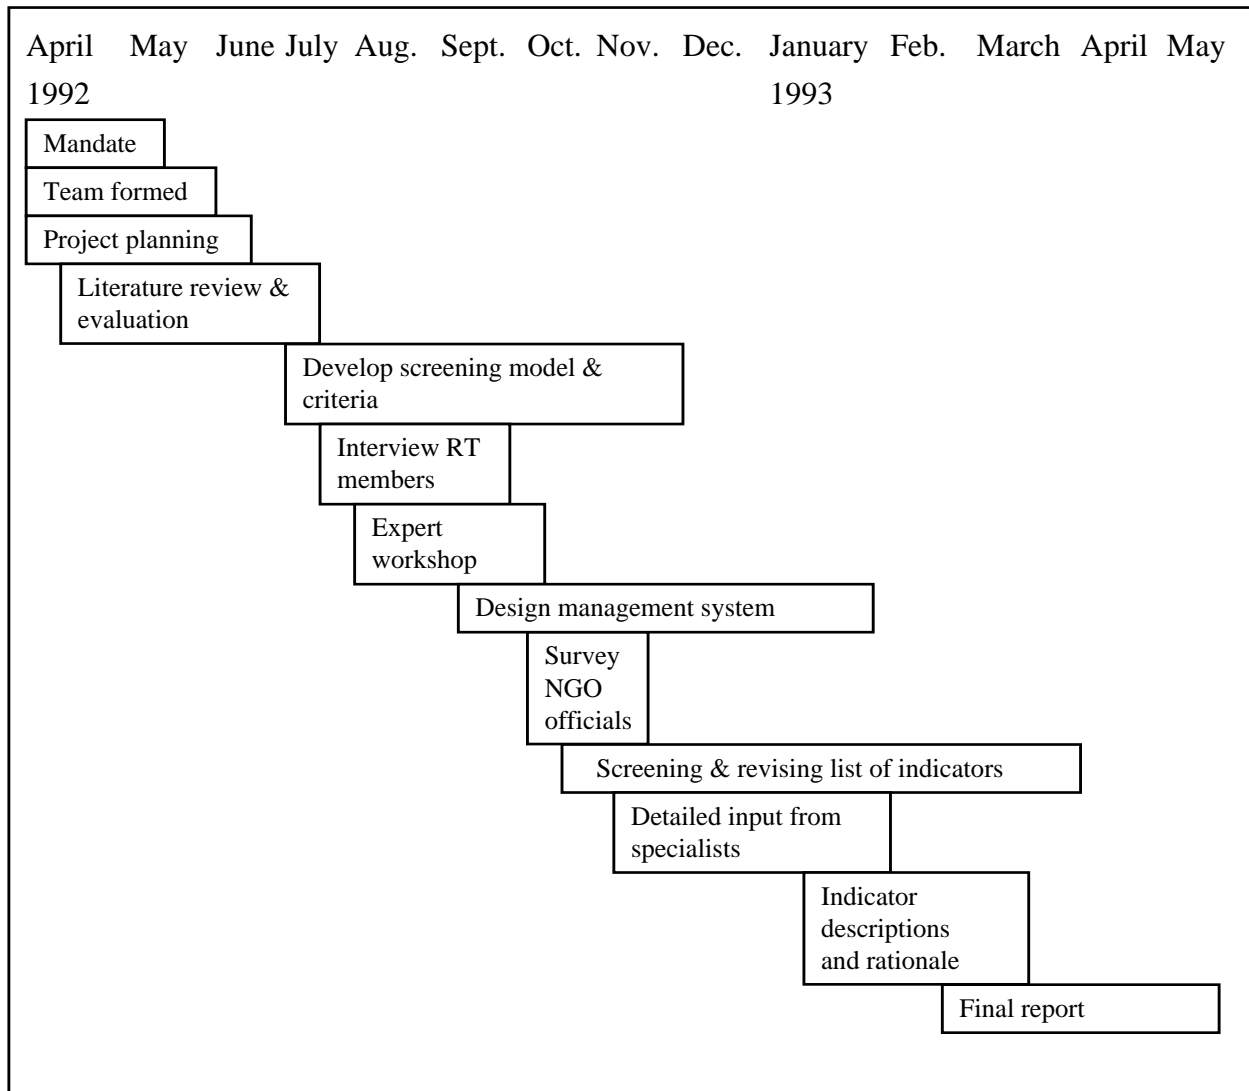 April May June July Aug. Sept. Oct. Nov. Dec. January Feb. March April May
1992 1993
Mandate
Team formed
Project planning
Literature review &
evaluation
Develop screening model &
criteria
Interview RT
members
Expert
workshop
Design management system
Survey
NGO
officials
Screening & revising list of indicators
Detailed input from
specialists
Indicator
descriptions
and rationale
Final report